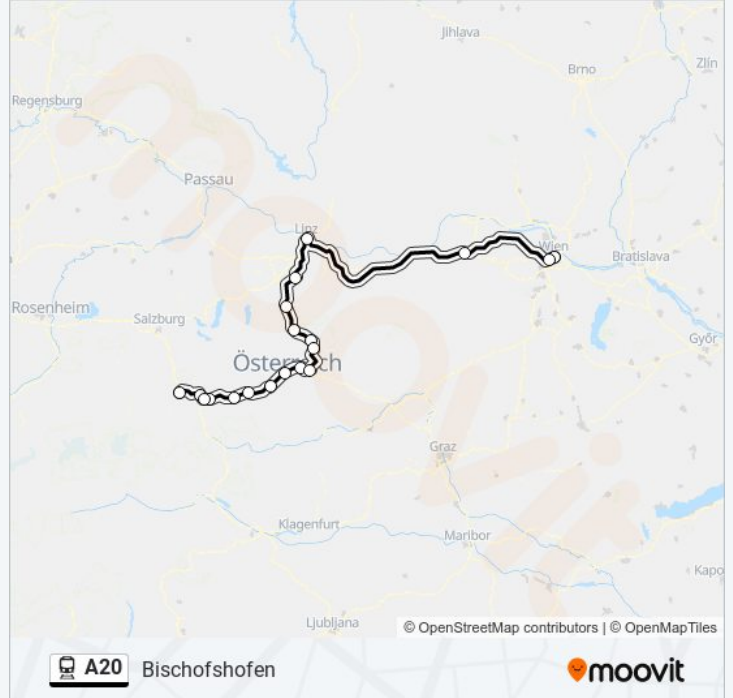 Jihlava
Brno
Zlín
Regensburg
Passau
Linz
Wien
Bratislava
Rosenheim
Salzburg
Győr
Österreich
Graz
Klagenfurt
Maribor
Kapo
Ljubljana
moovit
© OpenStreetMap contributors | © OpenMapTiles
A20 Bischofshofen
moovit